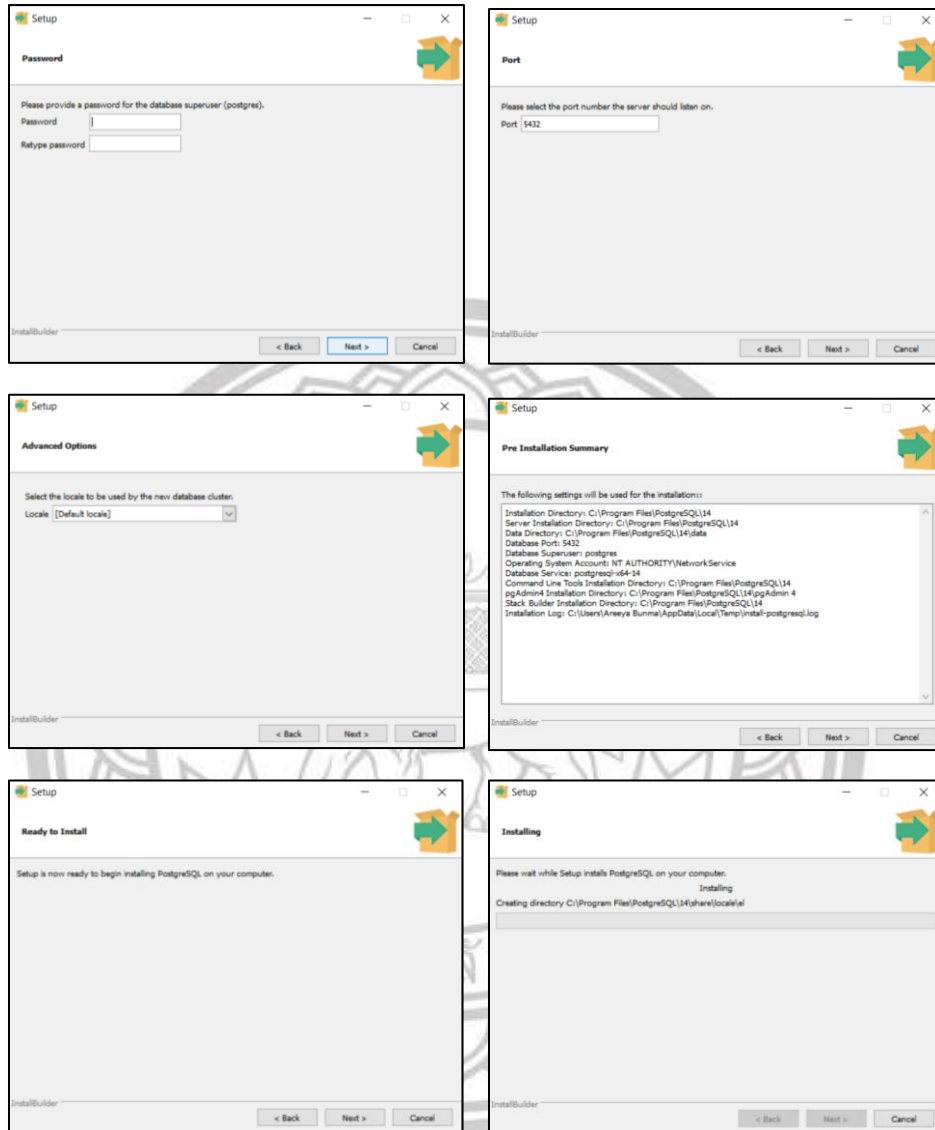 Setup
Password
Please provide a password for the database superuser (postgres).
Password
Retype password
InstallBuilder
< Back Next > Cancel
Setup
Port
Please select the port number the server should listen on.
Port 5432
InstallBuilder
< Back Next > Cancel
Setup
Advanced Options
Select the locale to be used by the new database cluster.
Locale [Default locale]
InstallBuilder
< Back Next > Cancel
Setup
Pre Installation Summary
The following settings will be used for the installation::
Installation Directory: C:\Program Files\PostgreSQL\14
Server Installation Directory: C:\Program Files\PostgreSQL\14
Data Directory: C:\Program Files\PostgreSQL\14\data
Database Port: 5432
Database Superuser: postgres
Operating System Account: NT AUTHORITY\NetworkService
Database Service: postgresql-x64-14
Command Line Tools Installation Directory: C:\Program Files\PostgreSQL\14
pgAdmin4 Installation Directory: C:\Program Files\PostgreSQL\14\pgAdmin 4
Stack Builder Installation Directory: C:\Program Files\PostgreSQL\14
Installation Log: C:\Users\Areeya Bunma\AppData\Local\Temp\install-postgresql.log
InstallBuilder
< Back Next > Cancel
Setup
Ready to Install
Setup is now ready to begin installing PostgreSQL on your computer.
InstallBuilder
< Back Next > Cancel
Setup
Installing
Please wait while Setup installs PostgreSQL on your computer.
Installing
Creating directory C:\Program Files\PostgreSQL\14\share\locale\el
InstallBuilder
< Back Next > Cancel